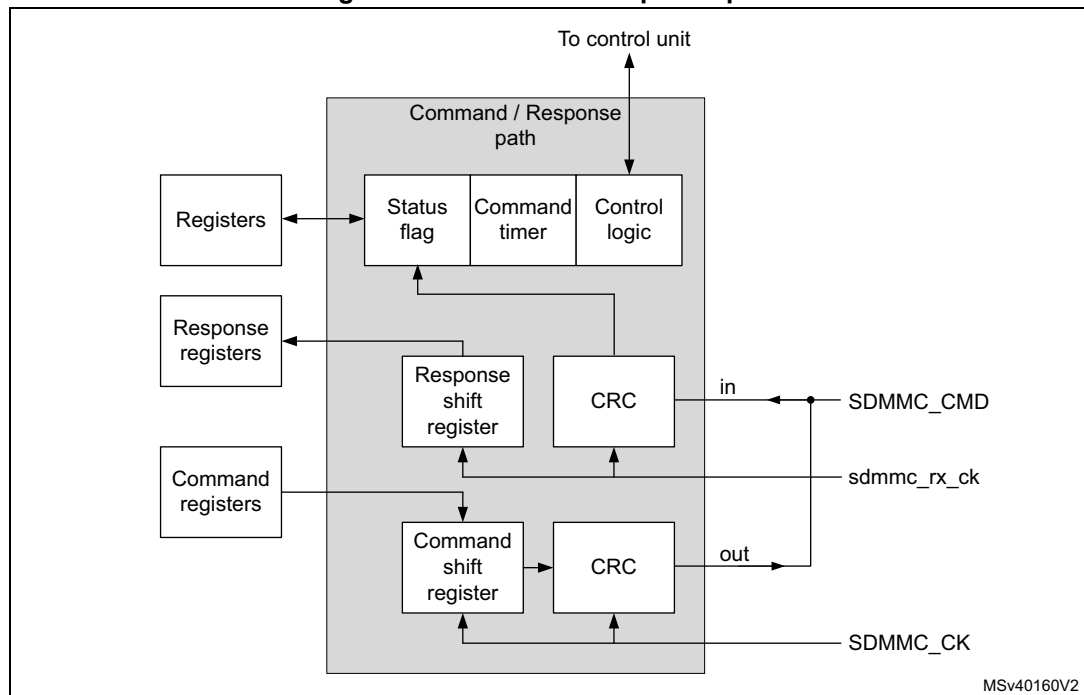 To control unit
Command / Response
path
Registers
Status
flag
Command
timer
Control
logic
Response
registers
Response
shift
register
CRC
in
SDMMC_CMD
sdmmc_rx_ck
Command
registers
Command
shift
register
CRC
out
SDMMC_CK
MSv40160V2